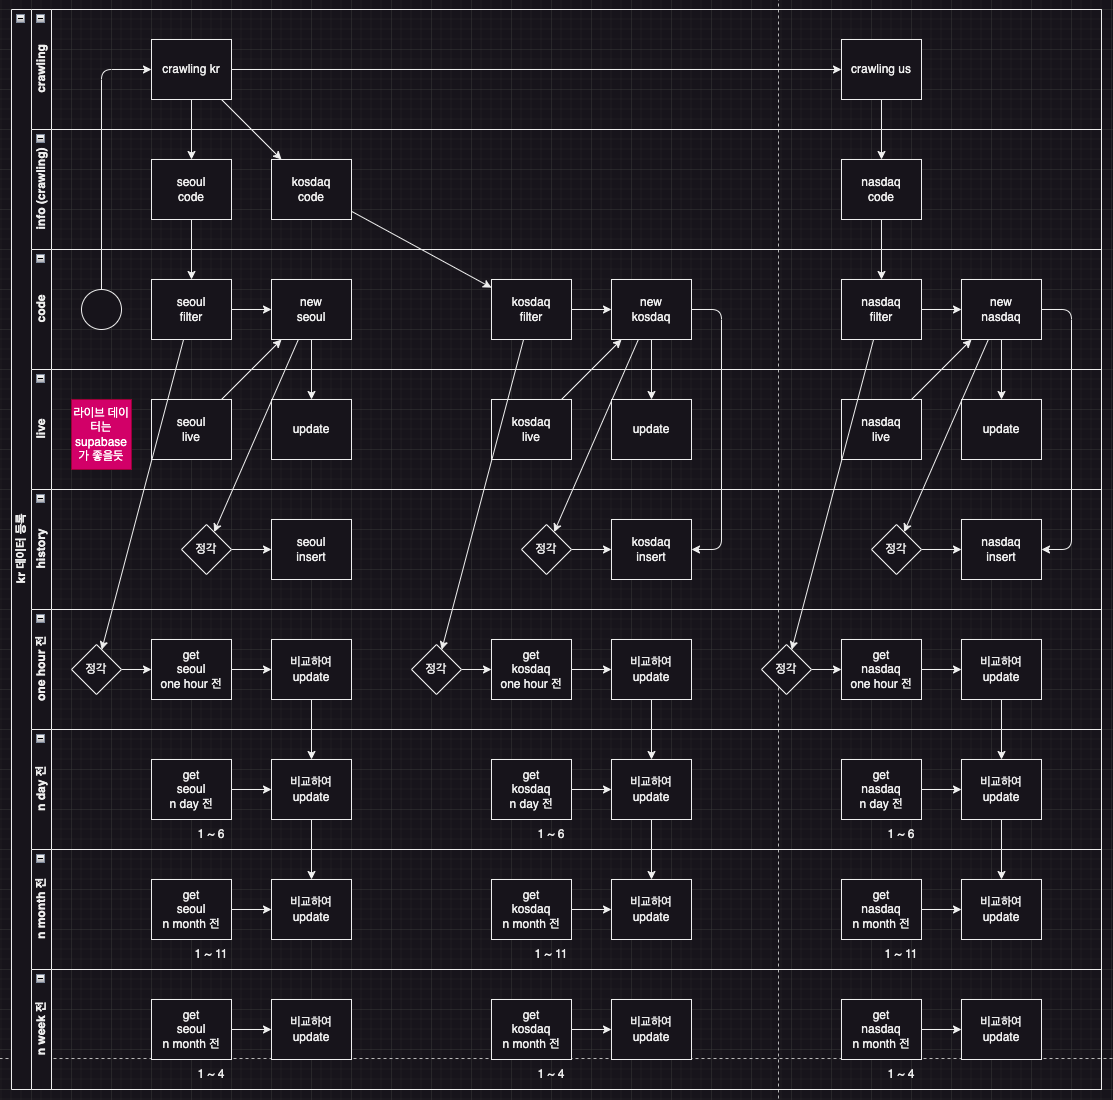 kr 데이터 등록
crawling
crawling kr
crawling us
info (crawling)
seoul
code
kosdaq
code
nasdaq
code
code
seoul
filter
new
seoul
kosdaq
filter
new
kosdaq
nasdaq
filter
new
nasdaq
live
라이브 데이
터는
supabase
가 좋을듯
seoul
live
update
kosdaq
live
update
nasdaq
live
update
history
정각
seoul
insert
정각
kosdaq
insert
정각
nasdaq
insert
one hour 전
정각
get
seoul
one hour 전
비교하여
update
정각
get
kosdaq
one hour 전
비교하여
update
정각
get
nasdaq
one hour 전
비교하여
update
n day 전
get
seoul
n day 전
비교하여
update
get
kosdaq
n day 전
비교하여
update
get
nasdaq
n day 전
비교하여
update
1 ~ 6
1 ~ 6
1 ~ 6
n month 전
get
seoul
n month 전
비교하여
update
get
kosdaq
n month 전
비교하여
update
get
nasdaq
n month 전
비교하여
update
1 ~ 11
1 ~ 11
1 ~ 11
n week 전
get
seoul
n month 전
비교하여
update
get
kosdaq
n month 전
비교하여
update
get
nasdaq
n month 전
비교하여
update
1 ~ 4
1 ~ 4
1 ~ 4